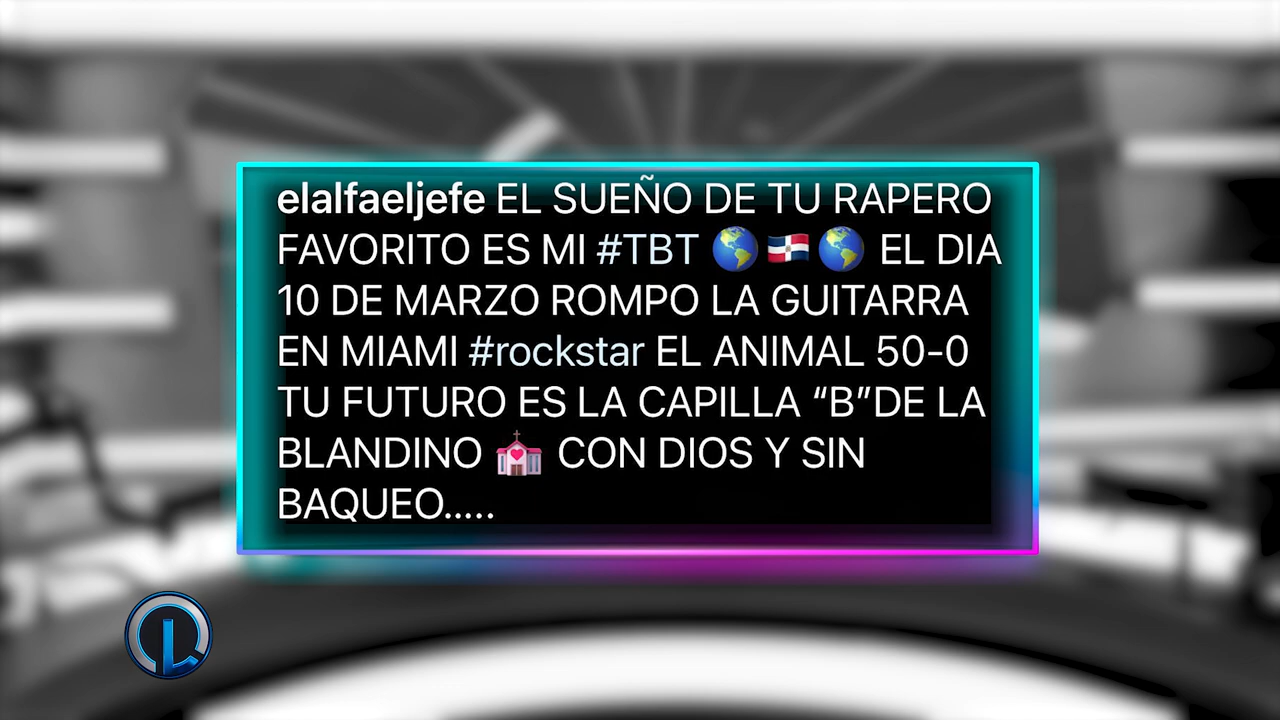 elalfaeljefe EL SUEÑO DE TU RAPERO
FAVORITO ES MI #TBT 🌎🇩🇴🌎 EL DIA
10 DE MARZO ROMPO LA GUITARRA
EN MIAMI #rockstar EL ANIMAL 50-0
TU FUTURO ES LA CAPILLA “B”DE LA
BLANDINO 💒 CON DIOS Y SIN
BAQUEO.....